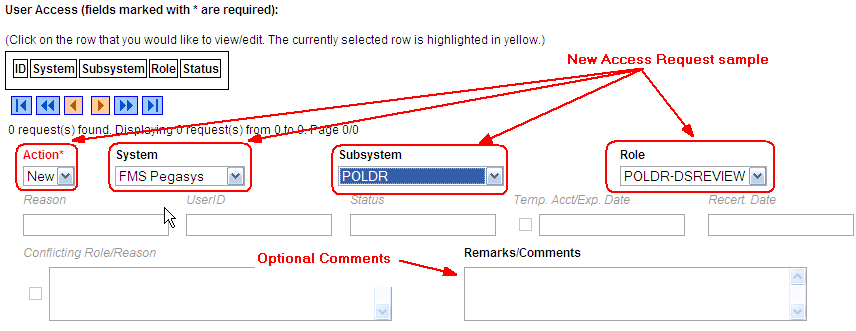 User Access (fields marked with * are required):
(Click on the row that you would like to view/edit. The currently selected row is highlighted in yellow.)
New Access Request sample
ID System Subsystem Role Status
0 request(s) found. Displaying 0 request(s) from 0 to 0. Page 0/0
Action* System Subsystem Role
New FMS Pegasys POLDR POLDR-DSREVIEW
Reason UserID Status Temp. Acct/Exp. Date Recert. Date
Conflicting Role/Reason Optional Comments Remarks/Comments